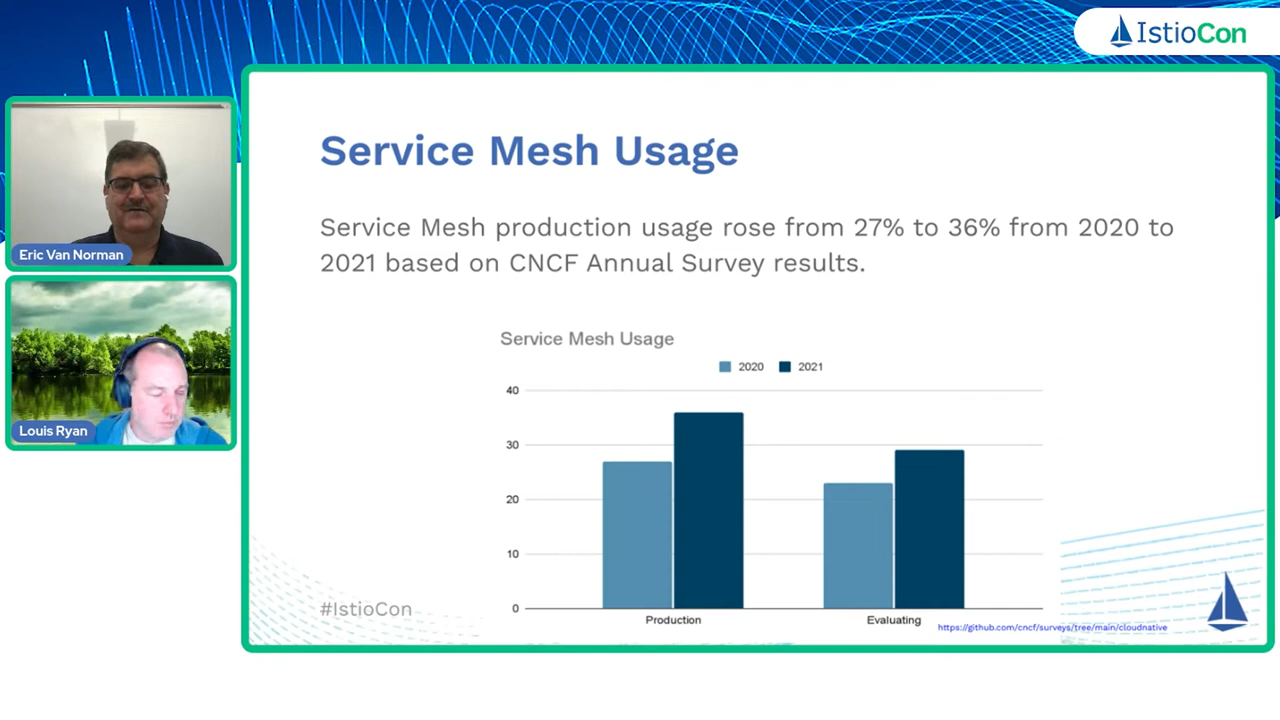 IstioCon
Eric Van Norman
Louis Ryan
Service Mesh Usage
Service Mesh production usage rose from 27% to 36% from 2020 to
2021 based on CNCF Annual Survey results.
Service Mesh Usage
2020 2021
40
30
20
10
0
Production Evaluating
https://github.com/cncf/surveys/tree/main/cloudnative
#IstioCon